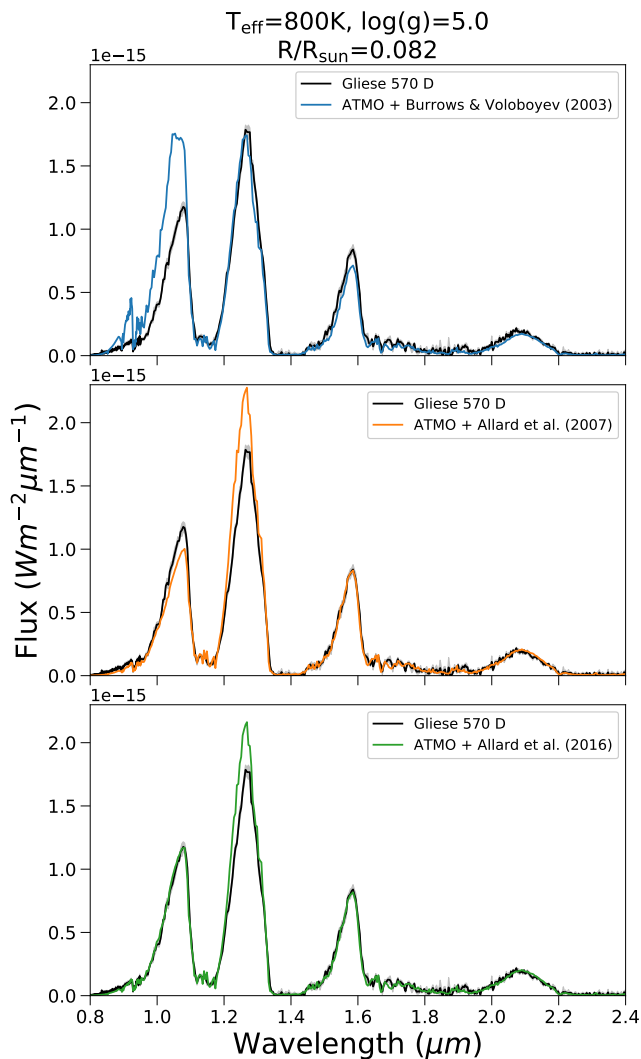 T_eff=800K, log(g)=5.0
R/R_sun=0.082
1e−15
Gliese 570 D
ATMO + Burrows & Voloboyev (2003)
2.0
1.5
1.0
0.5
0.0
1e−15
Gliese 570 D
ATMO + Allard et al. (2007)
2.0
1.5
1.0
0.5
0.0
1e−15
Gliese 570 D
ATMO + Allard et al. (2016)
2.0
1.5
1.0
0.5
0.0
0.8 1.0 1.2 1.4 1.6 1.8 2.0 2.2 2.4
Wavelength (μm)
Flux (Wm⁻²μm⁻¹)